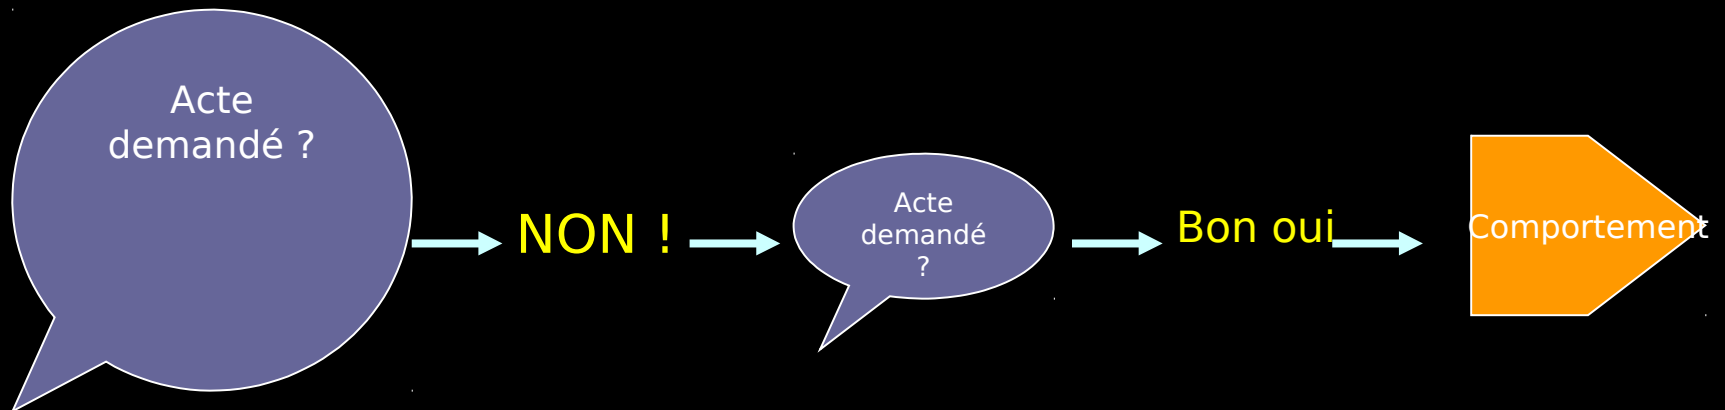 Acte
demandé ?
NON !
Acte
demandé
?
Bon oui
Comportement